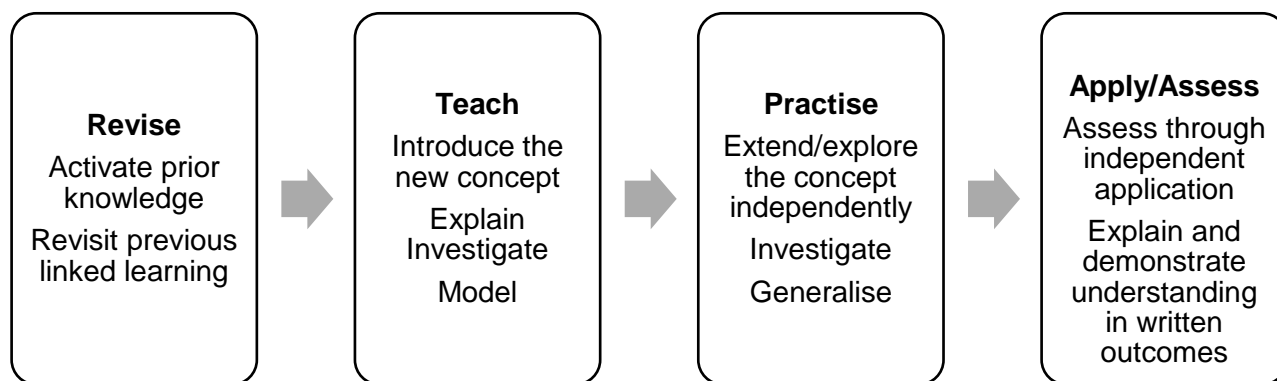 Revise
Activate prior
knowledge
Revisit previous
linked learning
Teach
Introduce the
new concept
Explain
Investigate
Model
Practise
Extend/explore
the concept
independently
Investigate
Generalise
Apply/Assess
Assess through
independent
application
Explain and
demonstrate
understanding
in written
outcomes